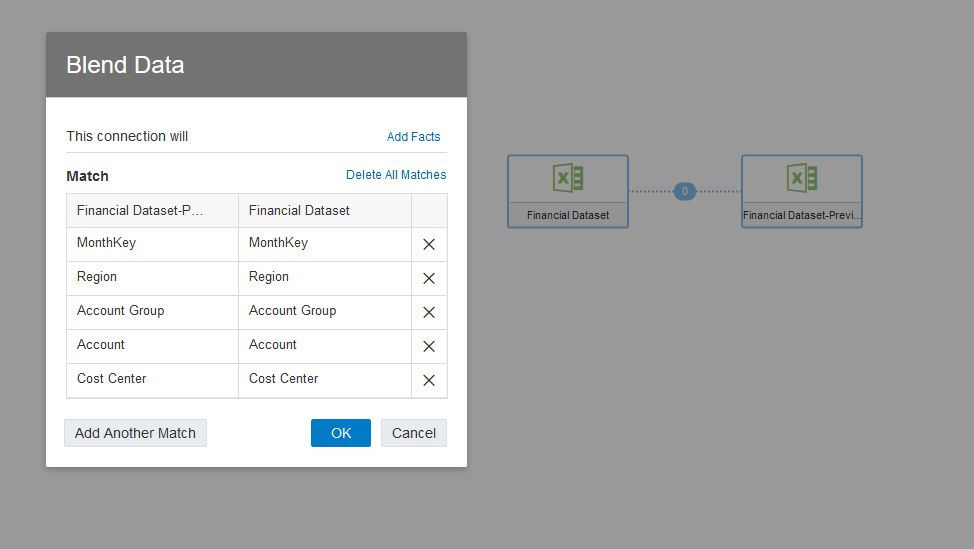 Blend Data
This connection will Add Facts
Match Delete All Matches
Financial Dataset-P... Financial Dataset
MonthKey MonthKey
Region Region
Account Group Account Group
Account Account
Cost Center Cost Center
Add Another Match OK Cancel
0
Financial Dataset Financial Dataset-Previ...